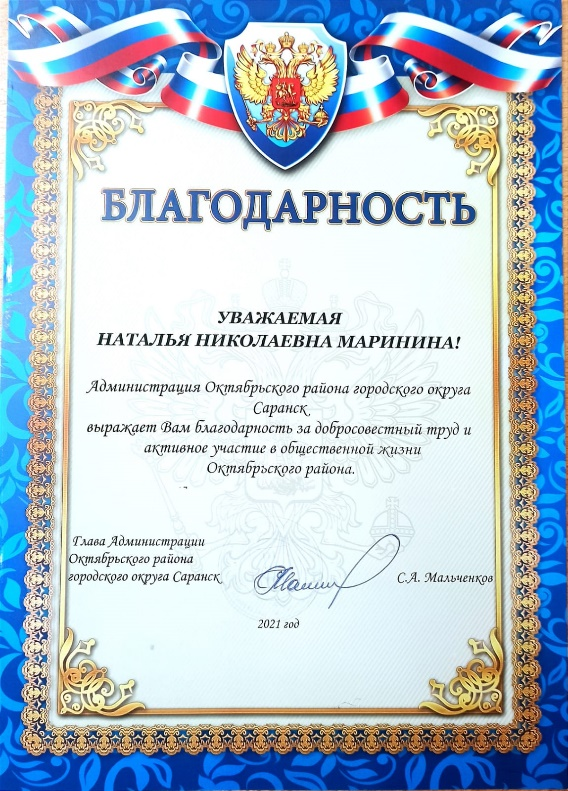 БЛАГОДАРНОСТЬ
УВАЖАЕМАЯ
НАТАЛЬЯ НИКОЛАЕВНА МАРИНИНА!
Администрация Октябрьского района городского округа
Саранск
выражает Вам благодарность за добросовестный труд и
активное участие в общественной жизни
Октябрьского района.
Глава Администрации
Октябрьского района
городского округа Саранск
С.А. Мальченков
2021 год